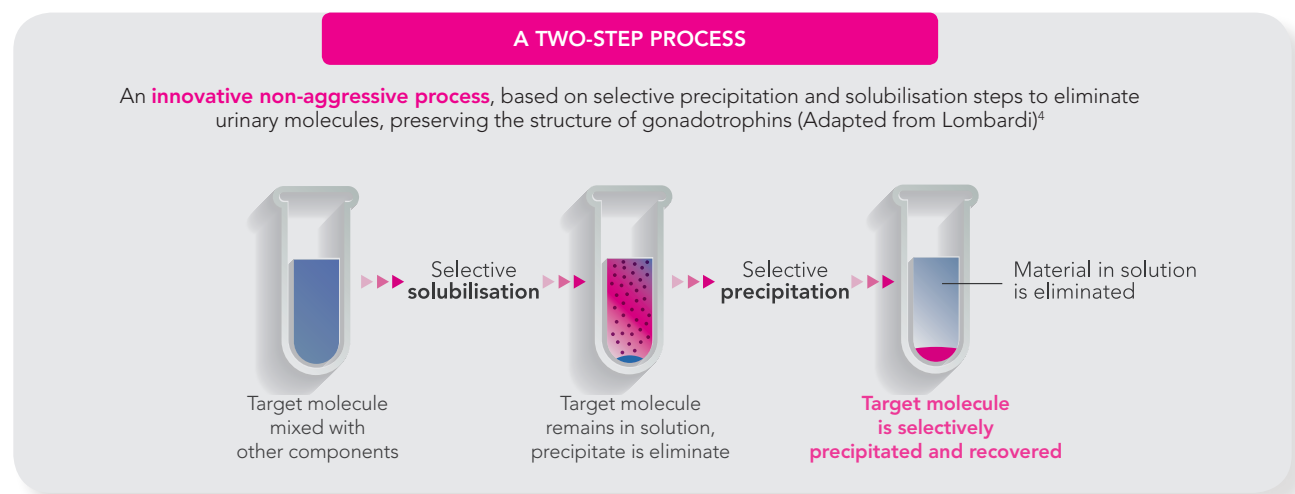 A TWO-STEP PROCESS
An innovative non-aggressive process, based on selective precipitation and solubilisation steps to eliminate
urinary molecules, preserving the structure of gonadotrophins (Adapted from Lombardi)⁴
Selective
solubilisation
Selective
precipitation
Material in solution
is eliminated
Target molecule
mixed with
other components
Target molecule
remains in solution,
precipitate is eliminate
Target molecule
is selectively
precipitated and recovered